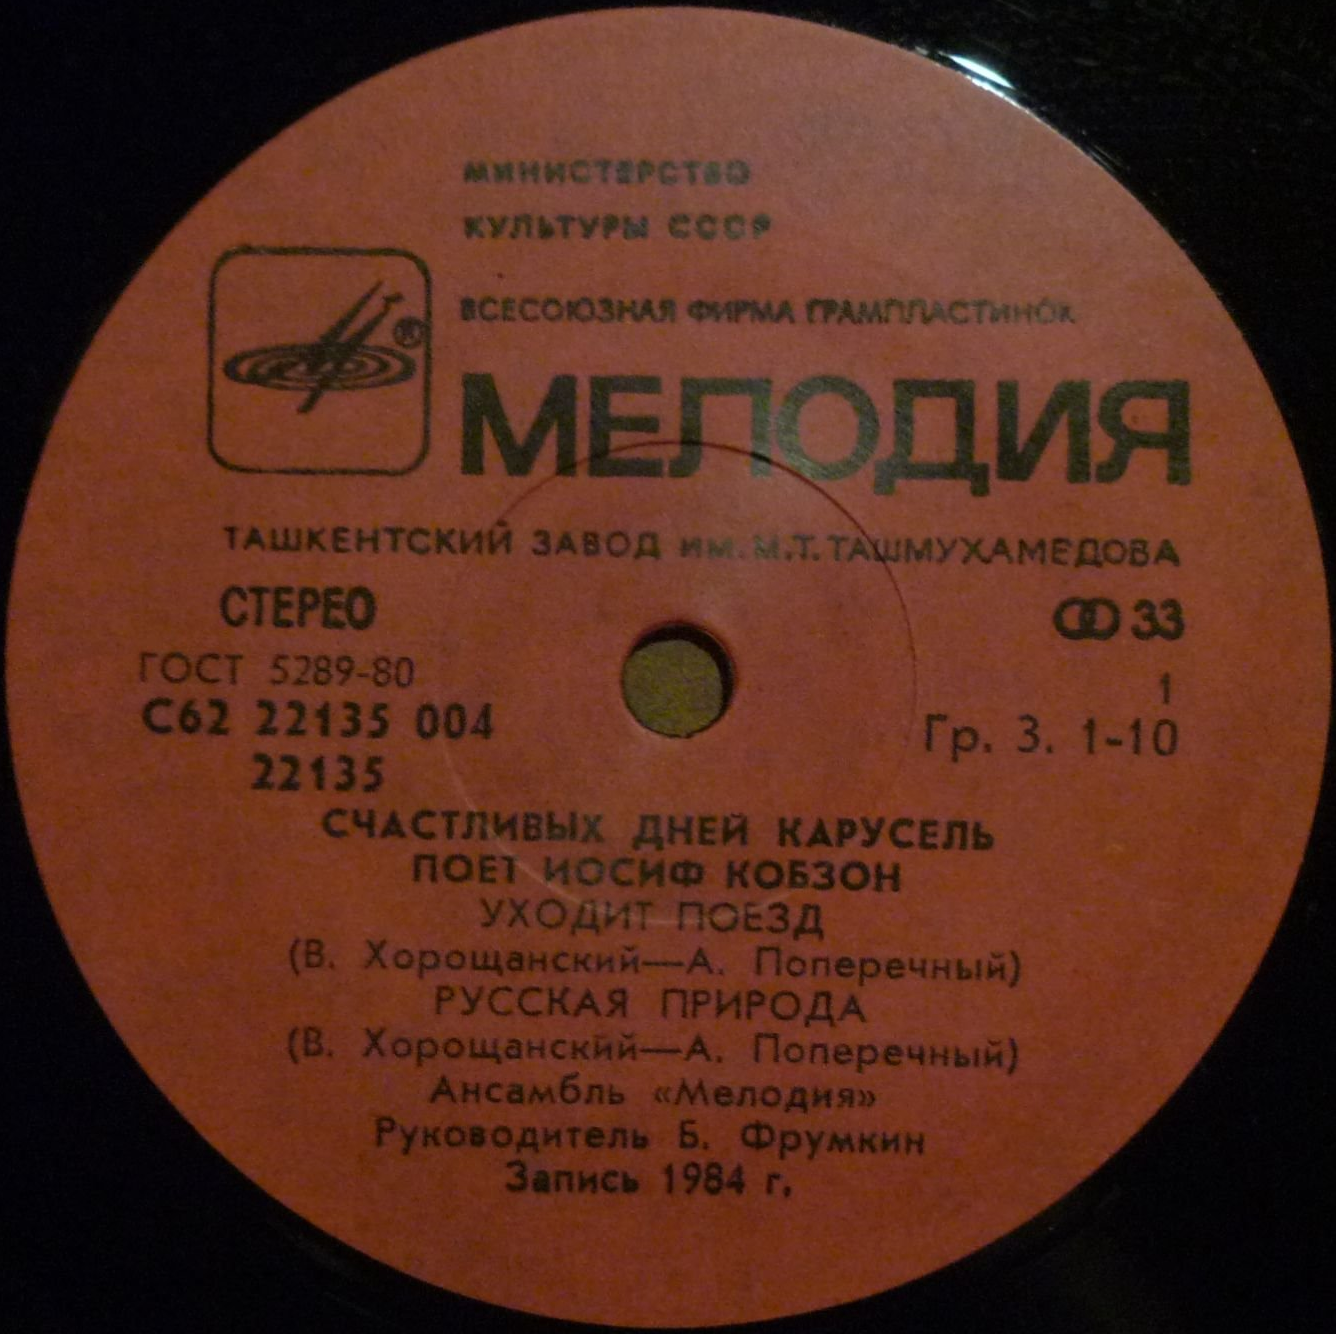 МИНИСТЕРСТВО
КУЛЬТУРЫ СССР
ВСЕСОЮЗНАЯ ФИРМА ГРАМПЛАСТИНОК
®
МЕЛОДИЯ
ТАШКЕНТСКИЙ ЗАВОД ИМ. М.Т. ТАШМУХАМЕДОВА
СТЕРЕО
33
ГОСТ 5289-80
1
С62 22135 004
Гр. 3. 1-10
22135
СЧАСТЛИВЫХ ДНЕЙ КАРУСЕЛЬ
ПОЕТ ИОСИФ КОБЗОН
УХОДИТ ПОЕЗД
(В. Хорощанский—А. Поперечный)
РУССКАЯ ПРИРОДА
(В. Хорощанский—А. Поперечный)
Ансамбль «Мелодия»
Руководитель Б. Фрумкин
Запись 1984 г.